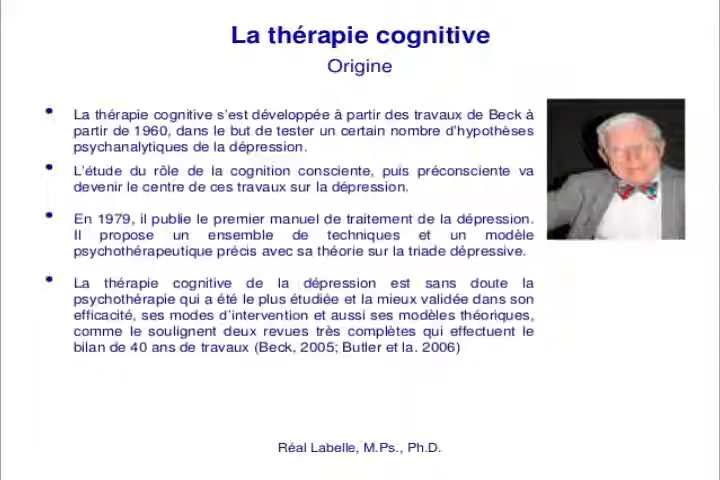 La thérapie cognitive
Origine
• La thérapie cognitive s'est développée à partir des travaux de Beck à
partir de 1960, dans le but de tester un certain nombre d'hypothèses
psychanalytiques de la dépression.
• L'étude du rôle de la cognition consciente, puis préconsciente va
devenir le centre de ces travaux sur la dépression.
• En 1979, il publie le premier manuel de traitement de la dépression.
Il propose un ensemble de techniques et un modèle
psychothérapeutique précis avec sa théorie sur la triade dépressive.
• La thérapie cognitive de la dépression est sans doute la
psychothérapie qui a été le plus étudiée et la mieux validée dans son
efficacité, ses modes d'intervention et aussi ses modèles théoriques,
comme le soulignent deux revues très complètes qui effectuent le
bilan de 40 ans de travaux (Beck, 2005; Butler et la. 2006)
Réal Labelle, M.Ps., Ph.D.